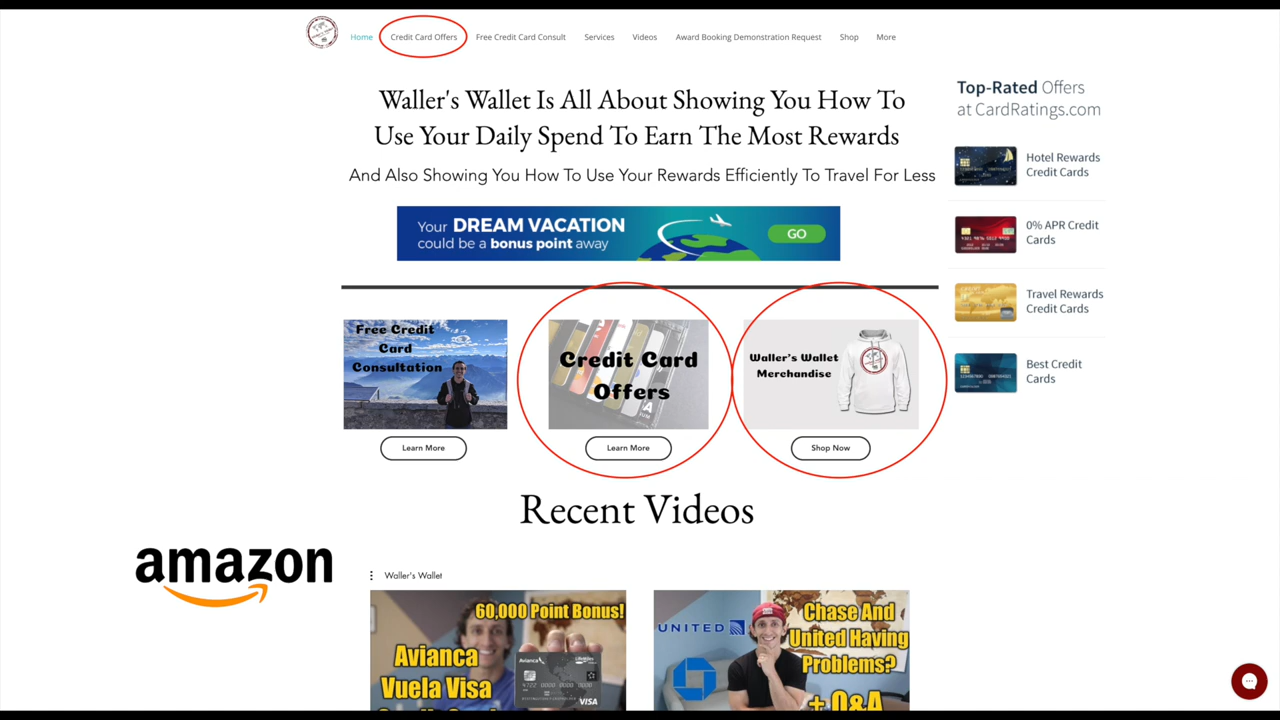 Home
Credit Card Offers
Free Credit Card Consult
Services
Videos
Award Booking Demonstration Request
Shop
More
Waller's Wallet Is All About Showing You How To
Use Your Daily Spend To Earn The Most Rewards
And Also Showing You How To Use Your Rewards Efficiently To Travel For Less
Your DREAM VACATION
could be a bonus point away
GO
Top-Rated Offers
at CardRatings.com
Hotel Rewards
Credit Cards
0% APR Credit
Cards
Travel Rewards
Credit Cards
Best Credit
Cards
Free Credit
Card
Consultation
Learn More
Credit Card
Offers
Learn More
Waller's Wallet
Merchandise
Shop Now
Recent Videos
amazon
Waller's Wallet
60,000 Point Bonus!
Avianca
Vuela Visa
Avianca
VISA
UNITED
Chase And
United Having
Problems?
+ Q&A